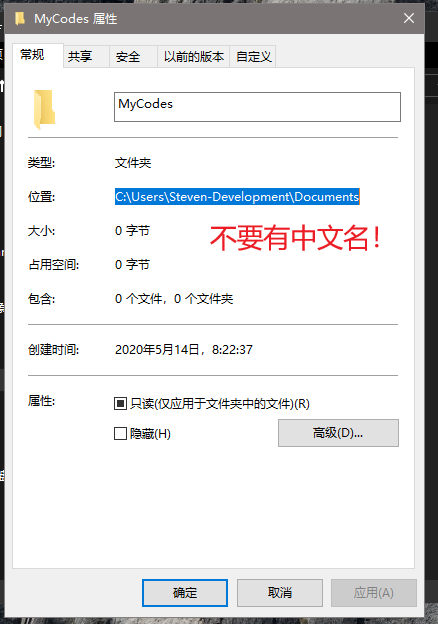 MyCodes 属性
常规 共享 安全 以前的版本 自定义
MyCodes
类型: 文件夹
位置: C:\Users\Steven-Development\Documents
大小: 0 字节
不要有中文名！
占用空间: 0 字节
包含: 0 个文件，0 个文件夹
创建时间: 2020年5月14日，8:22:37
属性: 只读(仅应用于文件夹中的文件)(R)
隐藏(H) 高级(D)...
确定 取消 应用(A)